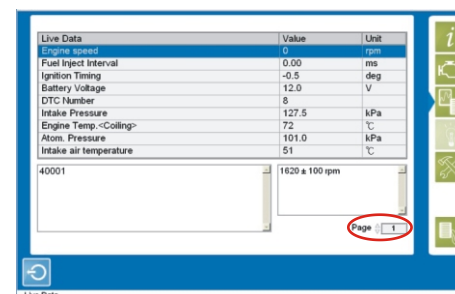 Live Data Value Unit
Engine speed 0 rpm
Fuel Inject Interval 0.00 ms
Ignition Timing -0.5 deg
Battery Voltage 12.0 V
DTC Number 8
Intake Pressure 127.5 kPa
Engine Temp.<Coiling> 72 ℃
Atom. Pressure 101.0 kPa
Intake air temperature 51 ℃
40001 1620 ± 100 rpm
Page 1
i
Live Data